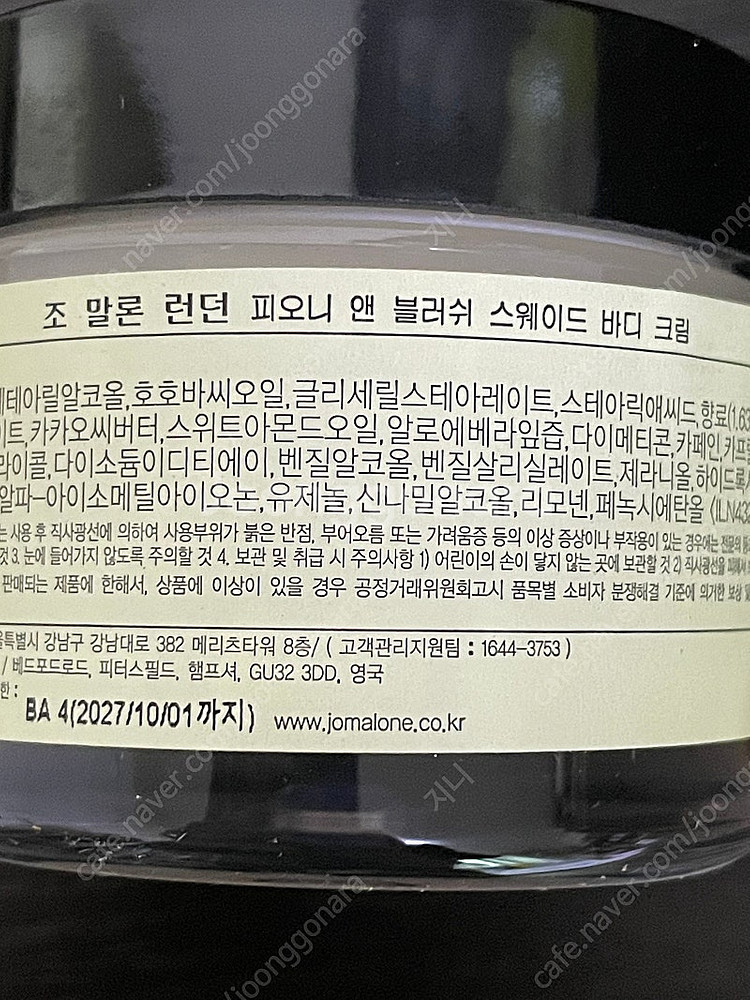 조 말론 런던 피오니 앤 블러쉬 스웨이드 바디 크림
테아릴알코올,호호바씨오일,글리세릴스테아레이트,스테아릭애씨드,향료(1.63
이트,카카오씨버터,스위트아몬드오일,알로에베라잎즙,다이메티콘,카페인,카프릴
라이콜,다이소듐이디티에이,벤질알코올,벤질살리실레이트,제라니올,하이드록시
알파-아이소메틸아이오논,유제놀,신나밀알코올,리모넨,페녹시에탄올 <ILN43
는 사용 후 직사광선에 의하여 사용부위가 붉은 반점, 부어오름 또는 가려움증 등의 이상 증상이나 부작용이 있는 경우에는 전문의
것 3. 눈에 들어가지 않도록 주의할 것 4. 보관 및 취급 시 주의사항 1) 어린이의 손이 닿지 않는 곳에 보관할 것 2) 직사광선을 피해서
판매되는 제품에 한해서, 상품에 이상이 있을 경우 공정거래위원회고시 품목별 소비자 분쟁해결 기준에 의거한 보상
울특별시 강남구 강남대로 382 메리츠타워 8층/ ( 고객관리지원팀 : 1644-3753 )
/ 베드포드로드, 피터스필드, 햄프셔, GU32 3DD, 영국
한 :
BA 4(2027/10/01까지) www.jomalone.co.kr
cafe.naver.com/joonggonara
지니